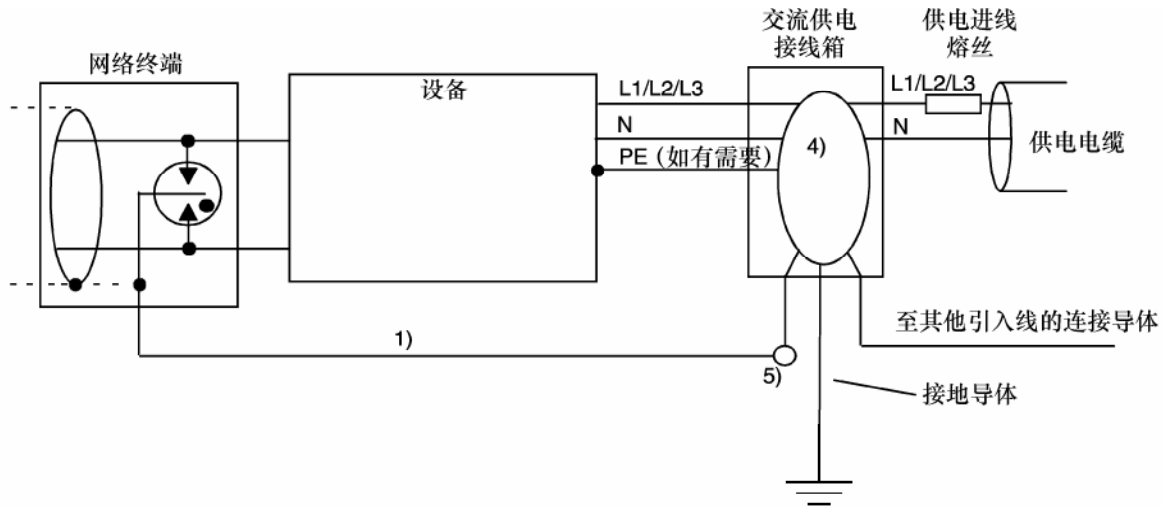 交流供电
接线箱
供电进线
熔丝
网络终端
设备
L1/L2/L3
L1/L2/L3
N
N
PE（如有需要）
4)
供电电缆
至其他引入线的连接导体
1)
5)
接地导体